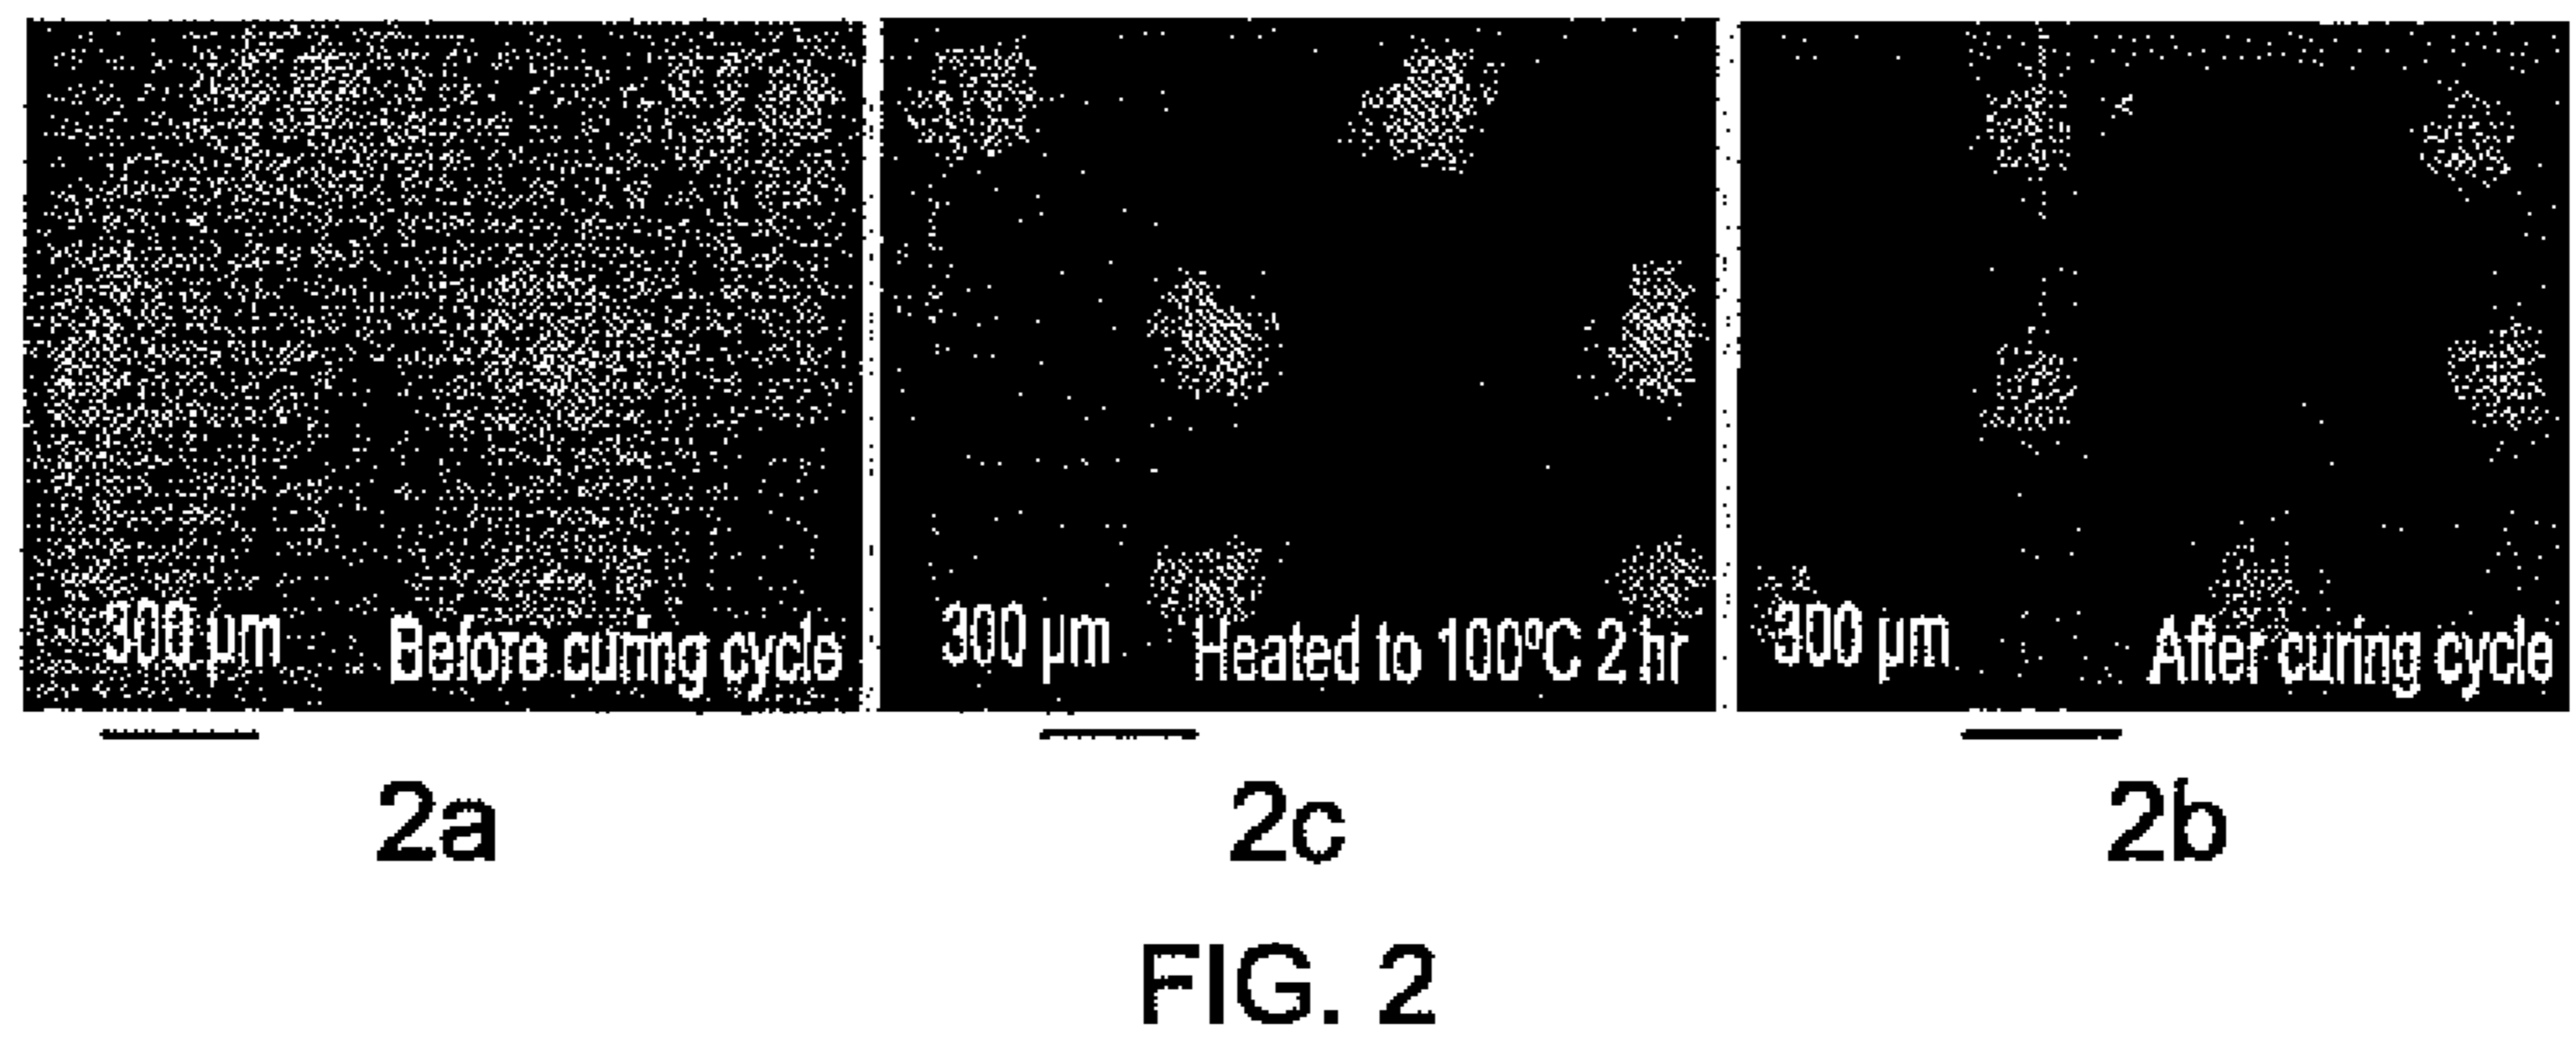 300 µm
Before curing cycle
300 µm
Heated to 100ºC 2 hr
300 µm
After curing cycle
2a
2c
2b
FIG. 2